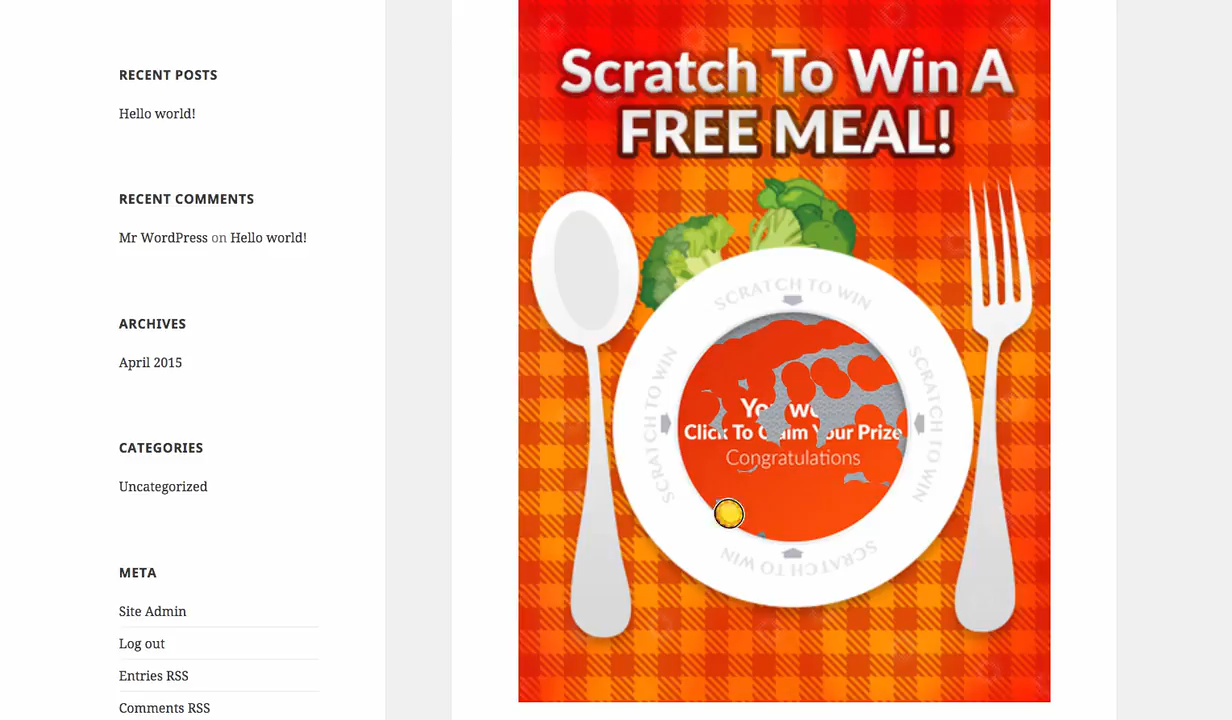 RECENT POSTS
Hello world!
RECENT COMMENTS
Mr WordPress on Hello world!
ARCHIVES
April 2015
CATEGORIES
Uncategorized
META
Site Admin
Log out
Entries RSS
Comments RSS
Scratch To Win A
FREE MEAL!
SCRATCH TO WIN
SCRATCH TO WIN
SCRATCH TO WIN
Click To Claim Your Prize
Congratulations
SCRATCH TO WIN